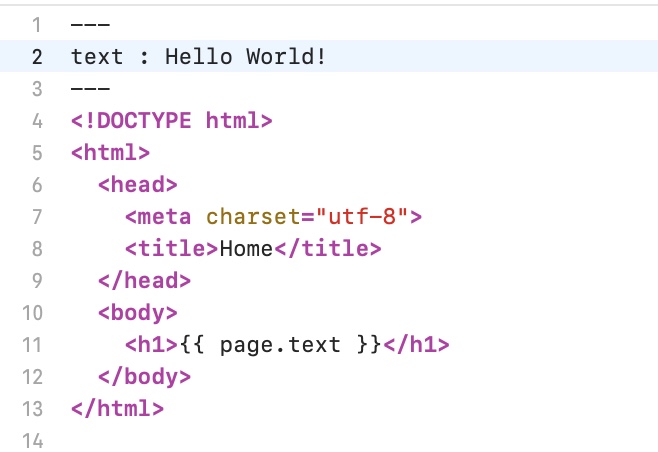 1 ---
2 text : Hello World!
3 ---
4 <!DOCTYPE html>
5 <html>
6   <head>
7     <meta charset="utf-8">
8     <title>Home</title>
9   </head>
10   <body>
11     <h1>{{ page.text }}</h1>
12   </body>
13 </html>
14